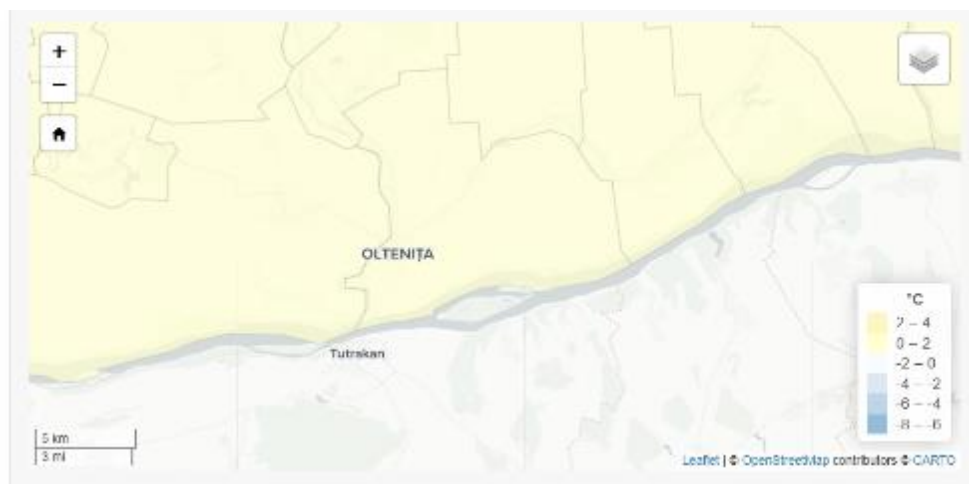 +
−
OLTENIȚA
Tutrakan
°C
2 – 4
0 – 2
-2 – 0
-4 – -2
-6 – -4
-8 – -6
5 km
3 mi
Leaflet | © OpenStreetMap contributors © CARTO